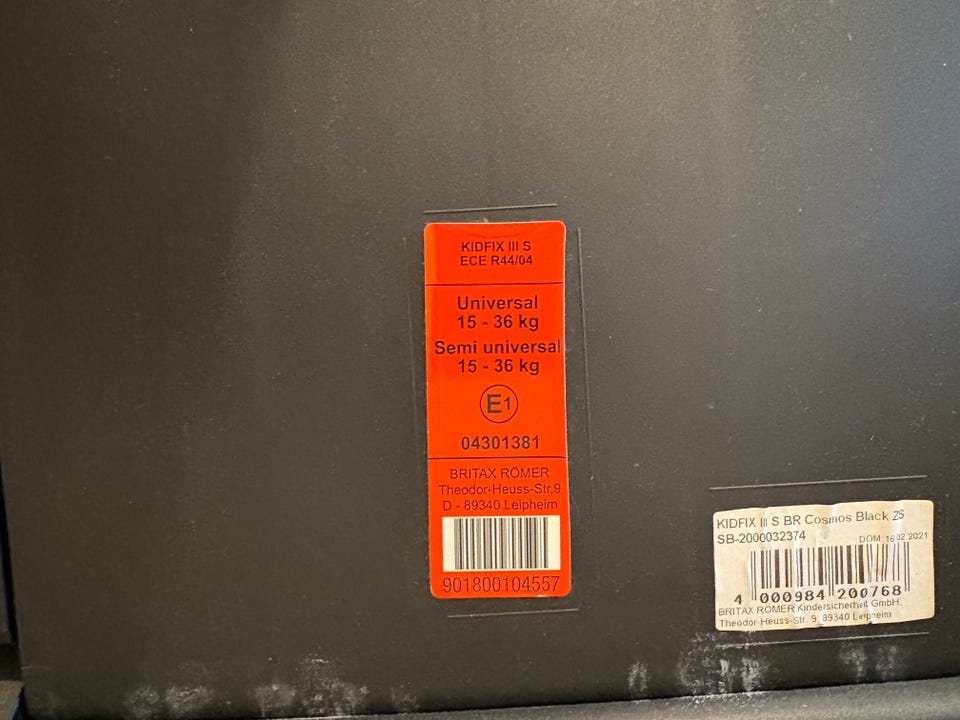 KIDFIX III S
ECE R44/04
Universal
15 - 36 kg
Semi universal
15 - 36 kg
E1
04301381
BRITAX RÖMER
Theodor-Heuss-Str.9
D - 89340 Leipheim
901800104557
KIDFIX III S BR Cosmos Black ZS
SB-2000032374
DOM: 16.02.2021
4 000984 200768
BRITAX RÖMER Kindersicherheit GmbH,
Theodor-Heuss-Str. 9, 89340 Leipheim